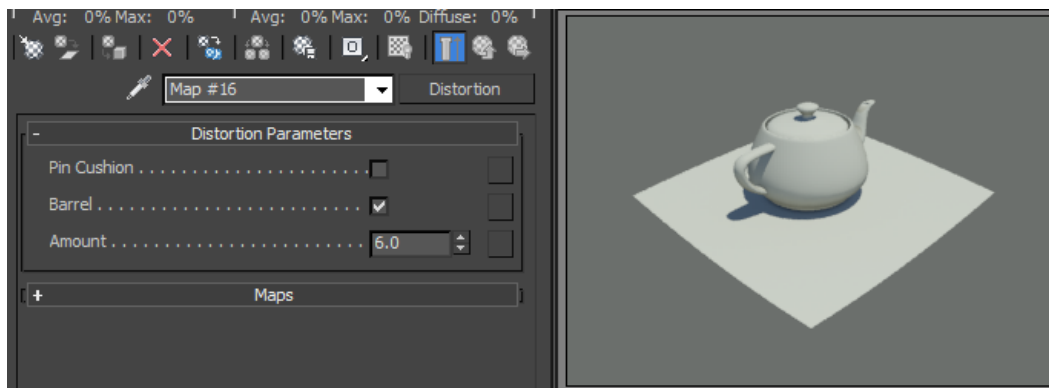 Avg: 0% Max: 0% Avg: 0% Max: 0% Diffuse: 0%
Map #16 Distortion
- Distortion Parameters
Pin Cushion . . . . . . . . . . . . . . . . . . . . . .
Barrel . . . . . . . . . . . . . . . . . . . . . . . . .
Amount . . . . . . . . . . . . . . . . . . . . . . . . 6.0
+ Maps